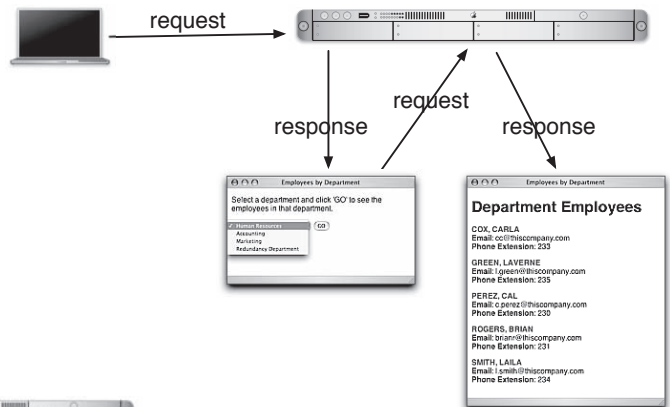 request
request
response
response
Employees by Department
Select a department and click 'GO' to see the
employees in that department.
✓ Human Resources
GO
Accounting
Marketing
Redundancy Department
Employees by Department
Department Employees
COX, CARLA
Email: cc@thiscompany.com
Phone Extension: 233
GREEN, LAVERNE
Email: l.green@thiscompany.com
Phone Extension: 235
PEREZ, CAL
Email: c.perez@thiscompany.com
Phone Extension: 230
ROGERS, BRIAN
Email: brianr@thiscompany.com
Phone Extension: 231
SMITH, LAILA
Email: l.smith@thiscompany.com
Phone Extension: 234